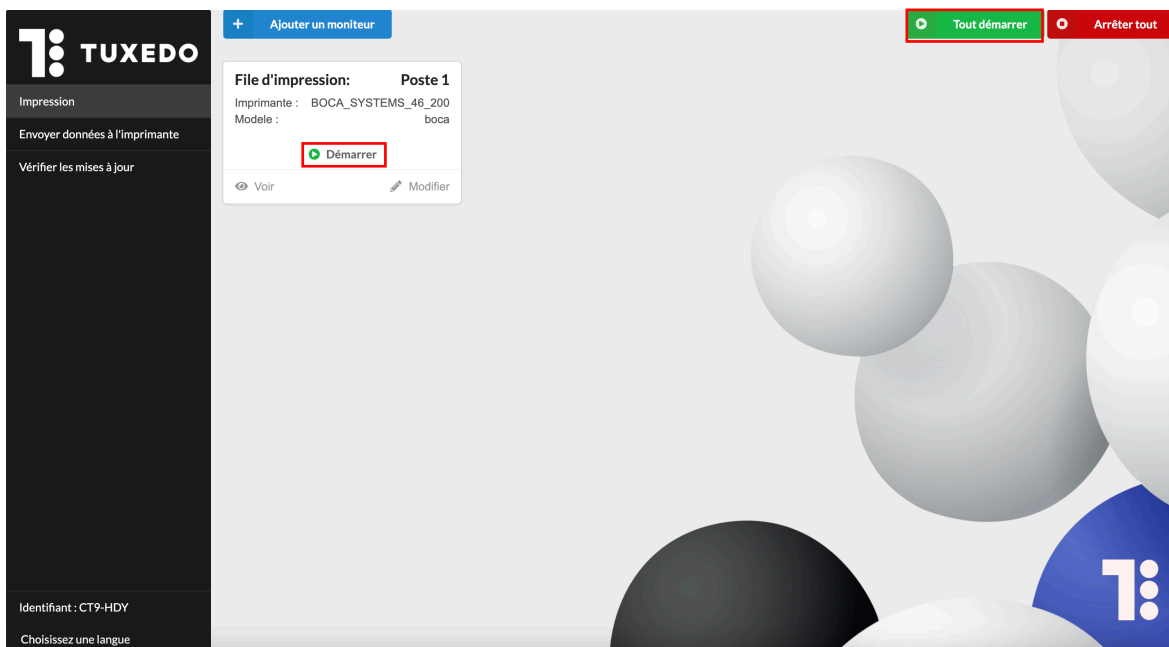 TUXEDO
Impression
Envoyer données à l'imprimante
Vérifier les mises à jour
Identifiant : CT9-HDY
Choisissez une langue
+ Ajouter un moniteur
Tout démarrer
Arrêter tout
File d'impression: Poste 1
Imprimante : BOCA_SYSTEMS_46_200
Modele : boca
Démarrer
Voir Modifier